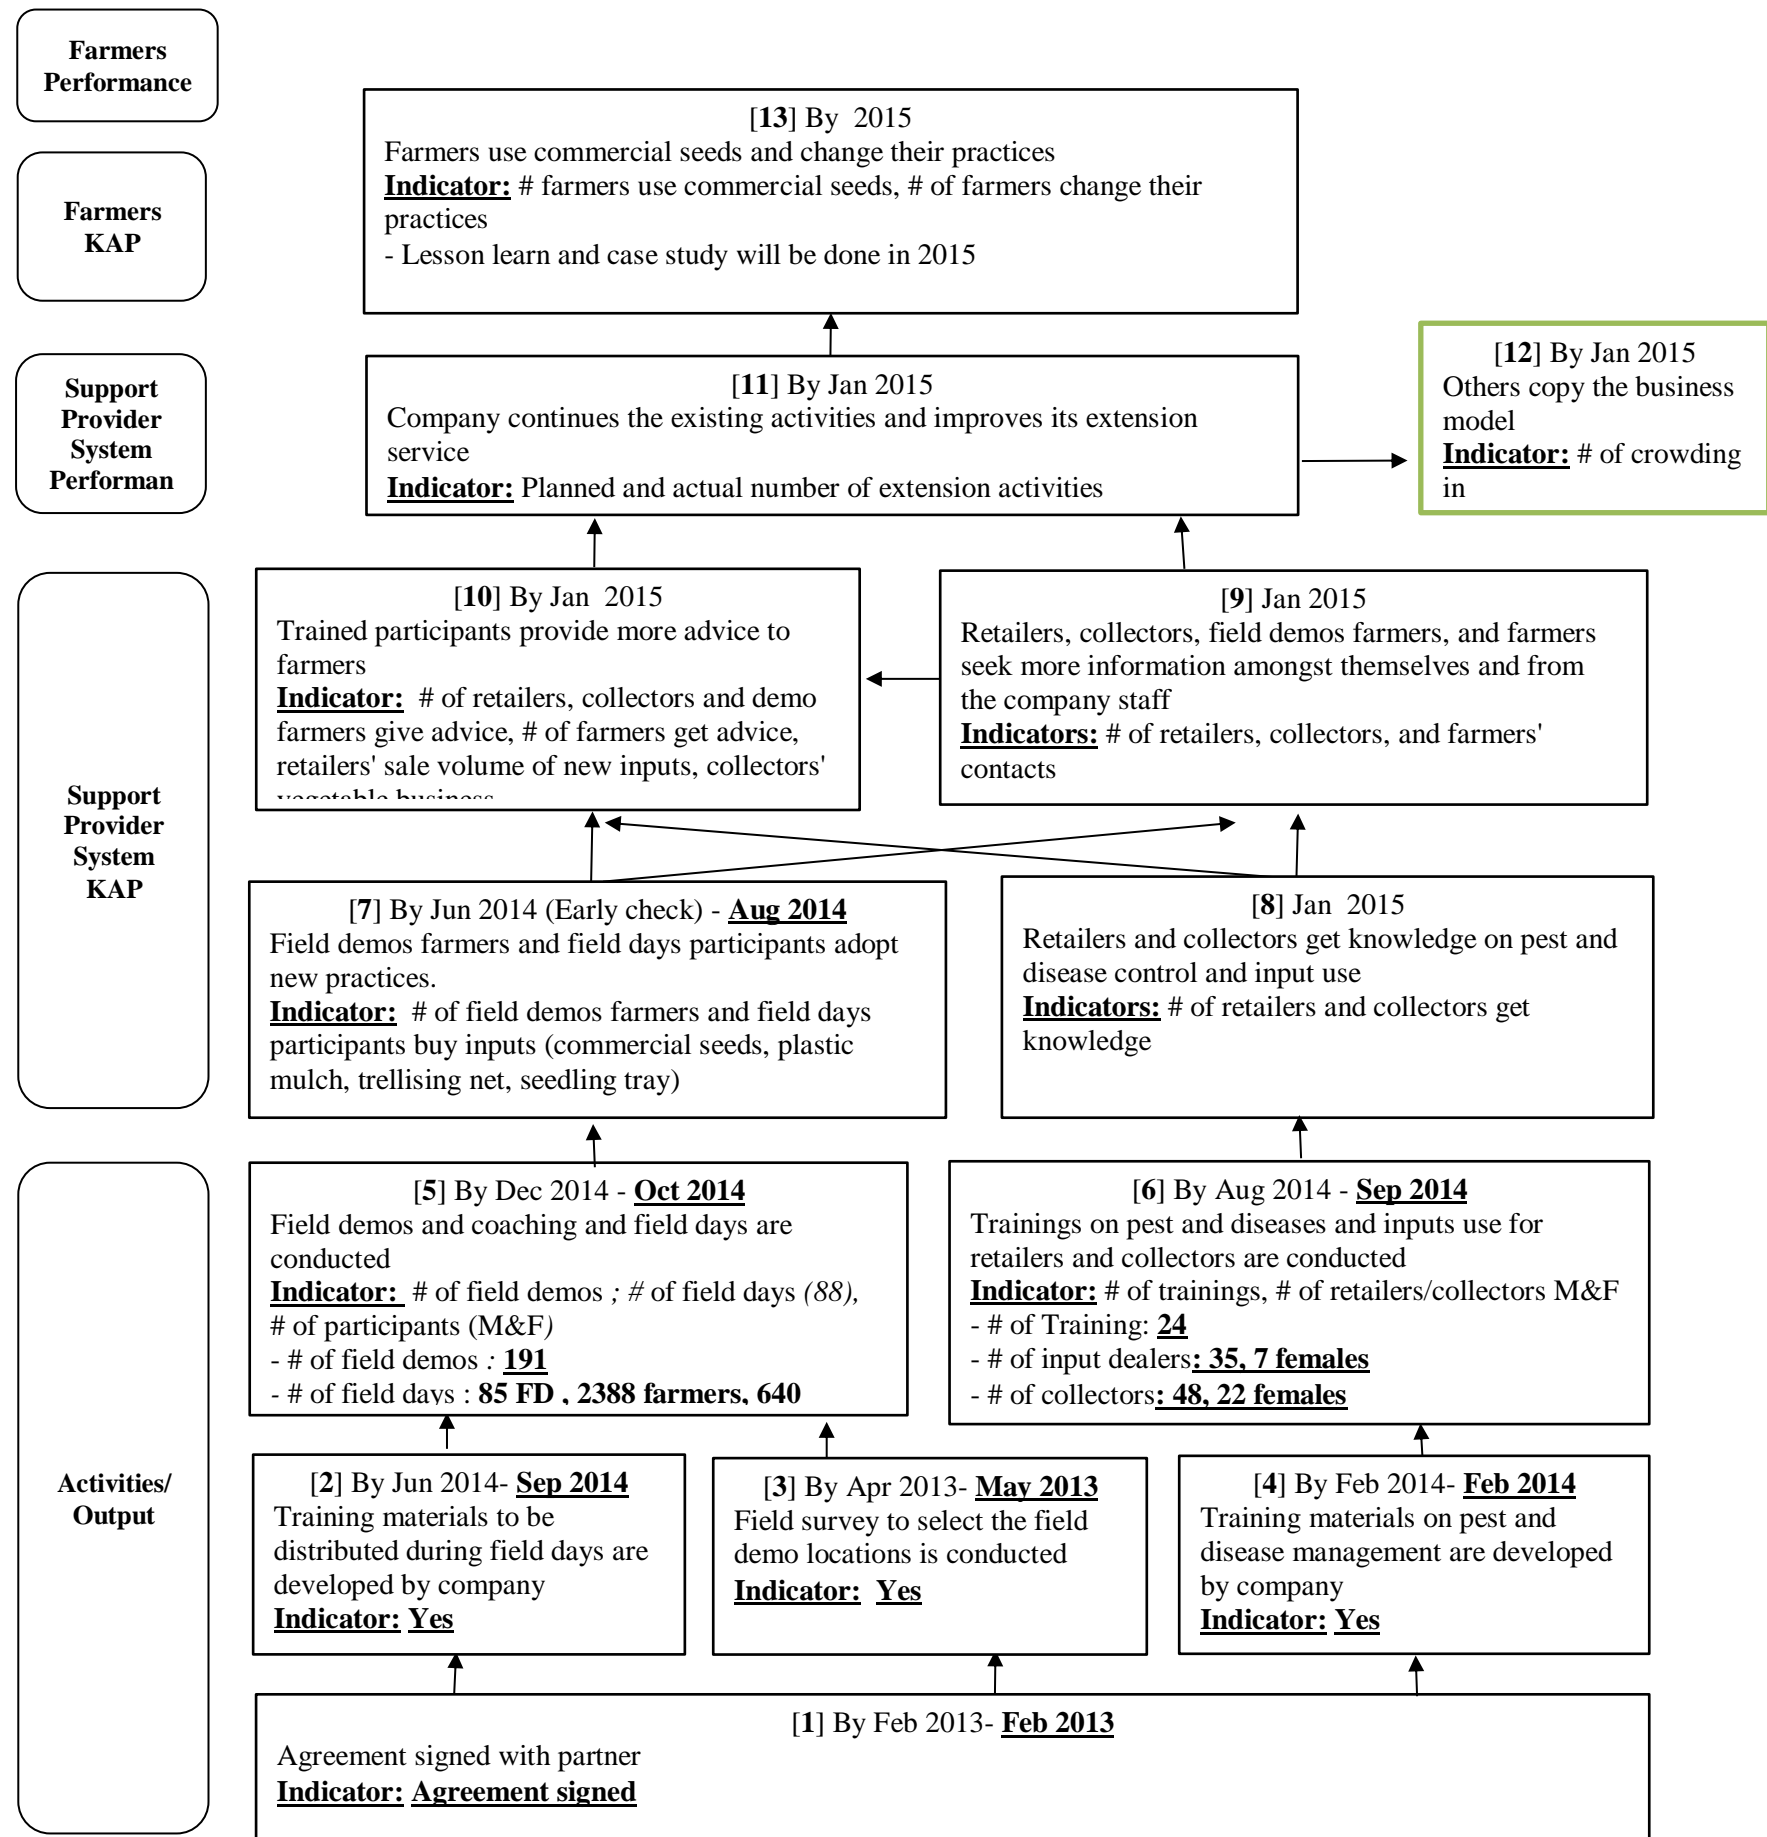 Farmers
Performance
[13] By  2015
Farmers use commercial seeds and change their practices
Indicator: # farmers use commercial seeds, # of farmers change their
practices
- Lesson learn and case study will be done in 2015
Farmers
KAP
Support
Provider
System
Performan
[11] By Jan 2015
Company continues the existing activities and improves its extension
service
Indicator: Planned and actual number of extension activities
[12] By Jan 2015
Others copy the business
model
Indicator: # of crowding
in
Support
Provider
System
KAP
[10] By Jan  2015
Trained participants provide more advice to
farmers
Indicator:  # of retailers, collectors and demo
farmers give advice, # of farmers get advice,
retailers' sale volume of new inputs, collectors'
vegetable business
[9] Jan 2015
Retailers, collectors, field demos farmers, and farmers
seek more information amongst themselves and from
the company staff
Indicators: # of retailers, collectors, and farmers'
contacts
[7] By Jun 2014 (Early check) - Aug 2014
Field demos farmers and field days participants adopt
new practices.
Indicator:  # of field demos farmers and field days
participants buy inputs (commercial seeds, plastic
mulch, trellising net, seedling tray)
[8] Jan  2015
Retailers and collectors get knowledge on pest and
disease control and input use
Indicators: # of retailers and collectors get
knowledge
Activities/
Output
[5] By Dec 2014 - Oct 2014
Field demos and coaching and field days are
conducted
Indicator:  # of field demos ; # of field days (88),
# of participants (M&F)
- # of field demos : 191
- # of field days : 85 FD , 2388 farmers, 640
[6] By Aug 2014 - Sep 2014
Trainings on pest and diseases and inputs use for
retailers and collectors are conducted
Indicator: # of trainings, # of retailers/collectors M&F
- # of Training: 24
- # of input dealers: 35, 7 females
- # of collectors: 48, 22 females
[2] By Jun 2014- Sep 2014
Training materials to be
distributed during field days are
developed by company
Indicator: Yes
[3] By Apr 2013- May 2013
Field survey to select the field
demo locations is conducted
Indicator:  Yes
[4] By Feb 2014- Feb 2014
Training materials on pest and
disease management are developed
by company
Indicator: Yes
[1] By Feb 2013- Feb 2013
Agreement signed with partner
Indicator: Agreement signed